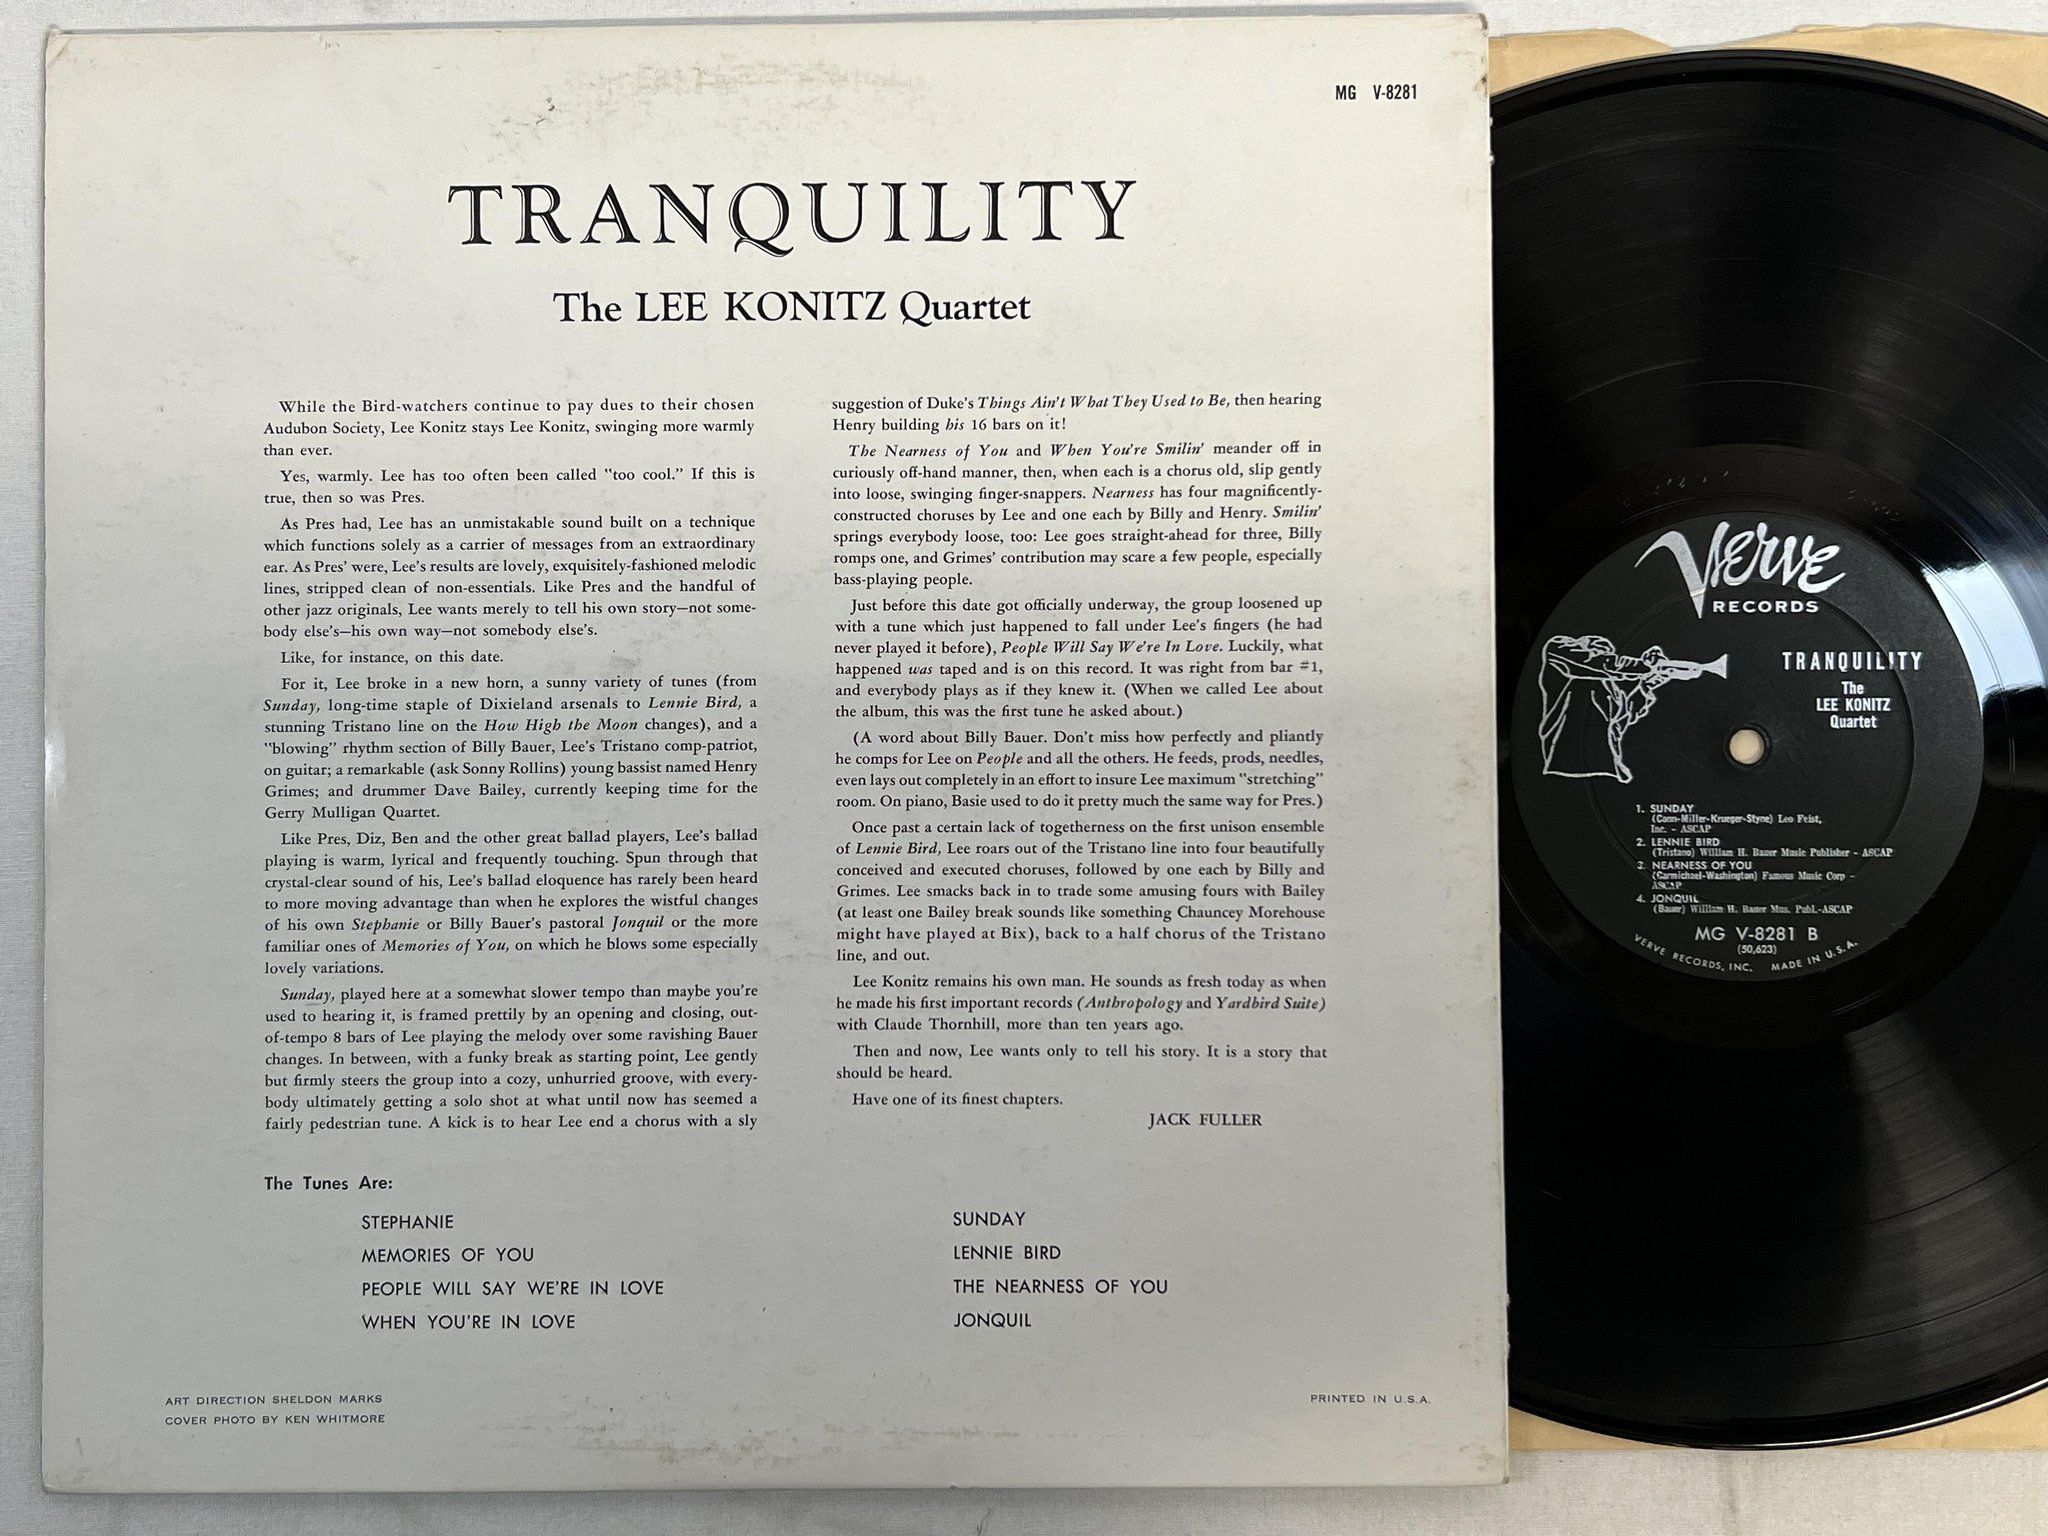 MG V-8281
TRANQUILITY
The LEE KONITZ Quartet
While the Bird-watchers continue to pay dues to their chosen
Audubon Society, Lee Konitz stays Lee Konitz, swinging more warmly
than ever.
Yes, warmly. Lee has too often been called "too cool." If this is
true, then so was Pres.
As Pres had, Lee has an unmistakable sound built on a technique
which functions solely as a carrier of messages from an extraordinary
ear. As Pres' were, Lee's results are lovely, exquisitely-fashioned melodic
lines, stripped clean of non-essentials. Like Pres and the handful of
other jazz originals, Lee wants merely to tell his own story—not some-
body else's—his own way—not somebody else's.
Like, for instance, on this date.
For it, Lee broke in a new horn, a sunny variety of tunes (from
Sunday, long-time staple of Dixieland arsenals to Lennie Bird, a
stunning Tristano line on the How High the Moon changes), and a
"blowing" rhythm section of Billy Bauer, Lee's Tristano comp-patriot,
on guitar; a remarkable (ask Sonny Rollins) young bassist named Henry
Grimes; and drummer Dave Bailey, currently keeping time for the
Gerry Mulligan Quartet.
Like Pres, Diz, Ben and the other great ballad players, Lee's ballad
playing is warm, lyrical and frequently touching. Spun through that
crystal-clear sound of his, Lee's ballad eloquence has rarely been heard
to more moving advantage than when he explores the wistful changes
of his own Stephanie or Billy Bauer's pastoral Jonquil or the more
familiar ones of Memories of You, on which he blows some especially
lovely variations.
Sunday, played here at a somewhat slower tempo than maybe you're
used to hearing it, is framed prettily by an opening and closing, out-
of-tempo 8 bars of Lee playing the melody over some ravishing Bauer
changes. In between, with a funky break as starting point, Lee gently
but firmly steers the group into a cozy, unhurried groove, with every-
body ultimately getting a solo shot at what until now has seemed a
fairly pedestrian tune. A kick is to hear Lee end a chorus with a sly
suggestion of Duke's Things Ain't What They Used to Be, then hearing
Henry building his 16 bars on it!
The Nearness of You and When You're Smilin' meander off in
curiously off-hand manner, then, when each is a chorus old, slip gently
into loose, swinging finger-snappers. Nearness has four magnificently-
constructed choruses by Lee and one each by Billy and Henry. Smilin'
springs everybody loose, too: Lee goes straight-ahead for three, Billy
romps one, and Grimes' contribution may scare a few people, especially
bass-playing people.
Just before this date got officially underway, the group loosened up
with a tune which just happened to fall under Lee's fingers (he had
never played it before), People Will Say We're In Love. Luckily, what
happened was taped and is on this record. It was right from bar #1,
and everybody plays as if they knew it. (When we called Lee about
the album, this was the first tune he asked about.)
(A word about Billy Bauer. Don't miss how perfectly and pliantly
he comps for Lee on People and all the others. He feeds, prods, needles,
even lays out completely in an effort to insure Lee maximum "stretching"
room. On piano, Basie used to do it pretty much the same way for Pres.)
Once past a certain lack of togetherness on the first unison ensemble
of Lennie Bird, Lee roars out of the Tristano line into four beautifully
conceived and executed choruses, followed by one each by Billy and
Grimes. Lee smacks back in to trade some amusing fours with Bailey
(at least one Bailey break sounds like something Chauncey Morehouse
might have played at Bix), back to a half chorus of the Tristano
line, and out.
Lee Konitz remains his own man. He sounds as fresh today as when
he made his first important records (Anthropology and Yardbird Suite)
with Claude Thornhill, more than ten years ago.
Then and now, Lee wants only to tell his story. It is a story that
should be heard.
Have one of its finest chapters.
JACK FULLER
The Tunes Are:
STEPHANIE
MEMORIES OF YOU
PEOPLE WILL SAY WE'RE IN LOVE
WHEN YOU'RE IN LOVE
SUNDAY
LENNIE BIRD
THE NEARNESS OF YOU
JONQUIL
ART DIRECTION SHELDON MARKS
COVER PHOTO BY KEN WHITMORE
PRINTED IN U.S.A.
VERVE
RECORDS
TRANQUILITY
The
LEE KONITZ
Quartet
1. SUNDAY
(Conn-Miller-Krueger-Styne) Leo Feist,
Inc. - ASCAP
2. LENNIE BIRD
(Tristano) William H. Bauer Music Publisher - ASCAP
3. NEARNESS OF YOU
(Carmichael-Washington) Famous Music Corp -
ASCAP
4. JONQUIL
(Bauer) William H. Bauer Mus. Publ.-ASCAP
MG V-8281 B
(50,623)
VERVE RECORDS, INC. MADE IN U.S.A.